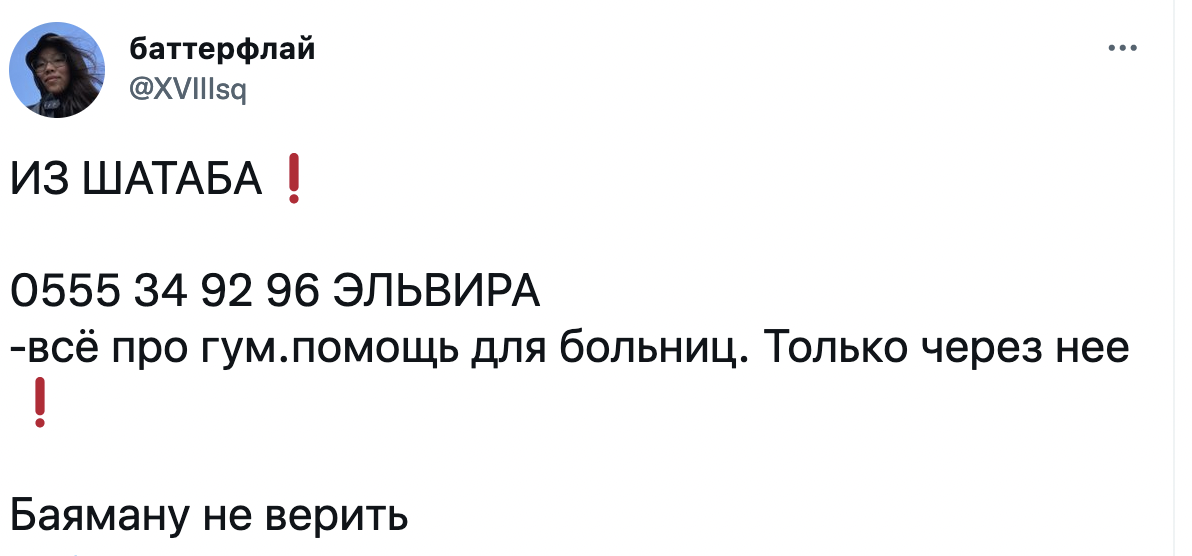 баттерфлай
@XVIIIsq
ИЗ ШАТАБА❗
0555 34 92 96 ЭЛЬВИРА
-всё про гум.помощь для больниц. Только через нее
❗
Баяману не верить